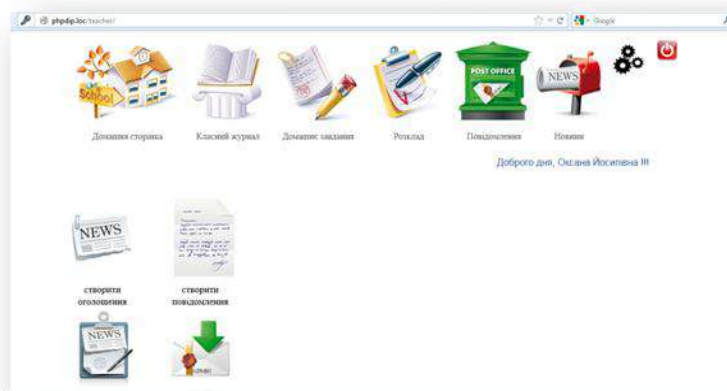 phpdip.loc/teacher/
Google
School
POST OFFICE
NEWS
Домашня сторінка
Класний журнал
Домашнє завдання
Розклад
Повідомлення
Новини
Доброго дня, Оксана Йосипівна !!!
NEWS
створити
оголошення
створити
повідомлення
NEWS